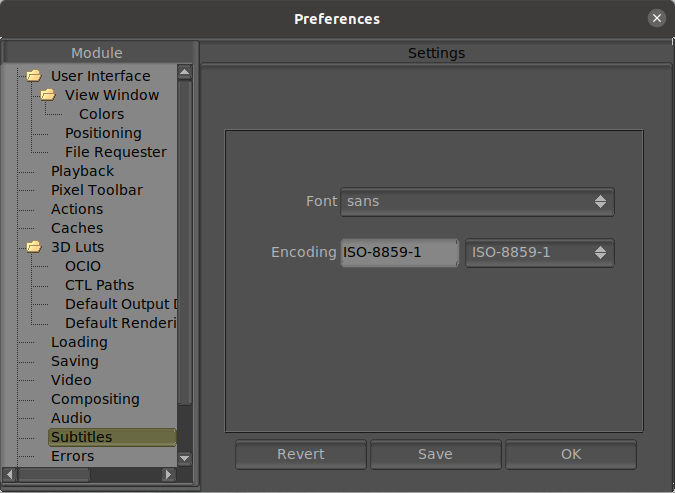 Preferences
Module
User Interface
View Window
Colors
Positioning
File Requester
Playback
Pixel Toolbar
Actions
Caches
3D Luts
OCIO
CTL Paths
Default Output D
Default Renderi
Loading
Saving
Video
Compositing
Audio
Subtitles
Errors
Settings
Font sans
Encoding ISO-8859-1 ISO-8859-1
Revert Save OK